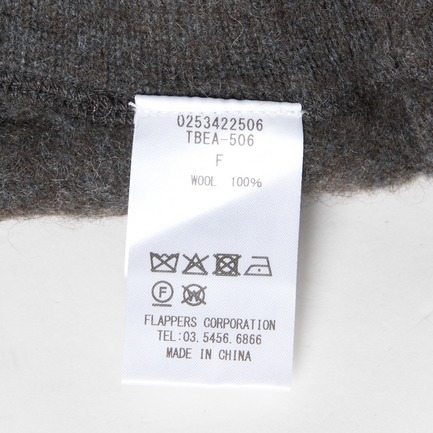 0253422506
TBEA-506
F
WOOL 100%
F W
FLAPPERS CORPORATION
TEL:03.5456.6866
MADE IN CHINA